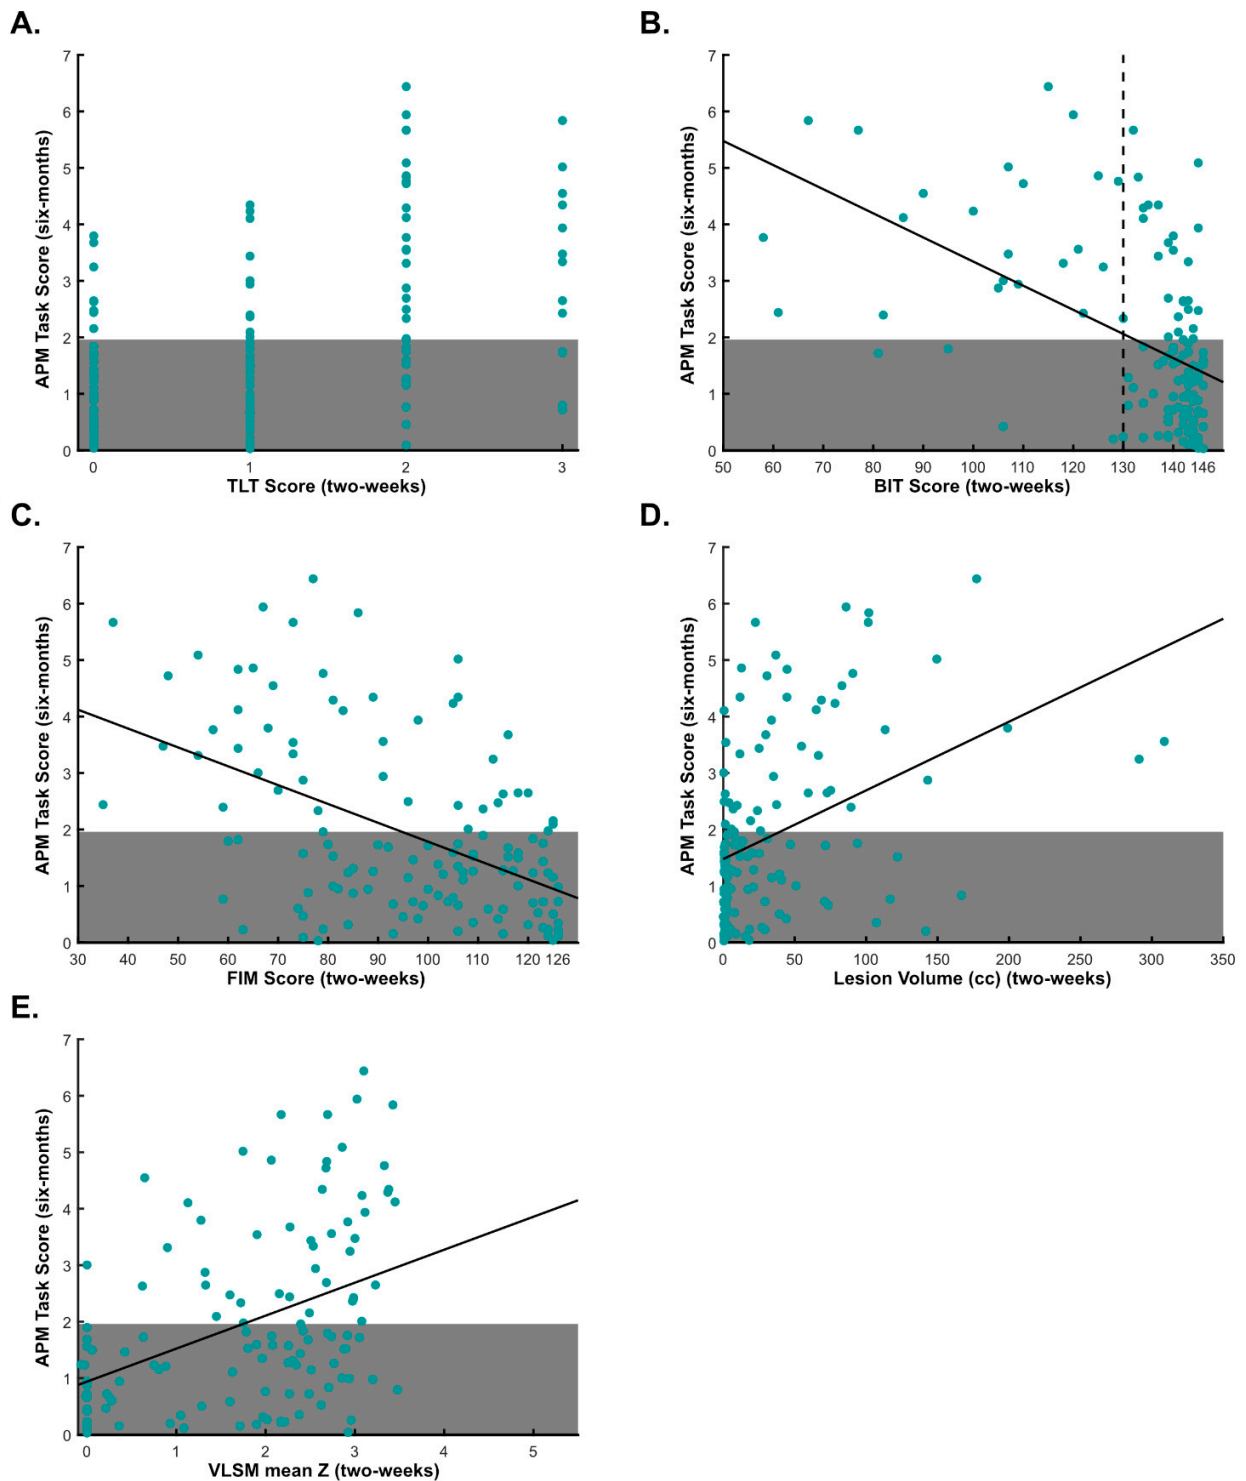 A.
7
6
5
4
3
2
1
0
APM Task Score (six-months)
0 1 2 3
TLT Score (two-weeks)
B.
7
6
5
4
3
2
1
0
APM Task Score (six-months)
50 60 70 80 90 100 110 120 130 140 146
BIT Score (two-weeks)
C.
7
6
5
4
3
2
1
0
APM Task Score (six-months)
30 40 50 60 70 80 90 100 110 120 126
FIM Score (two-weeks)
D.
7
6
5
4
3
2
1
0
APM Task Score (six-months)
0 50 100 150 200 250 300 350
Lesion Volume (cc) (two-weeks)
E.
7
6
5
4
3
2
1
0
APM Task Score (six-months)
0 1 2 3 4 5
VLSM mean Z (two-weeks)